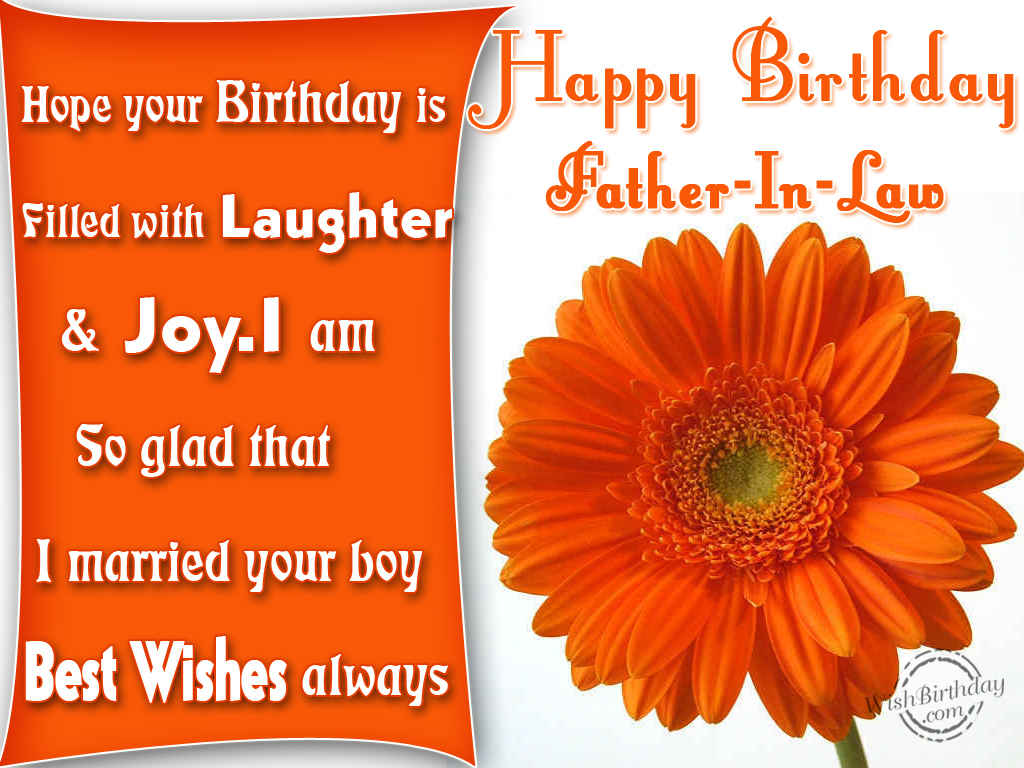 Hope your Birthday is
Filled with Laughter
& Joy.I am
So glad that
I married your boy
Best Wishes always
Happy Birthday
Father-In-Law
WishBirthday
.com